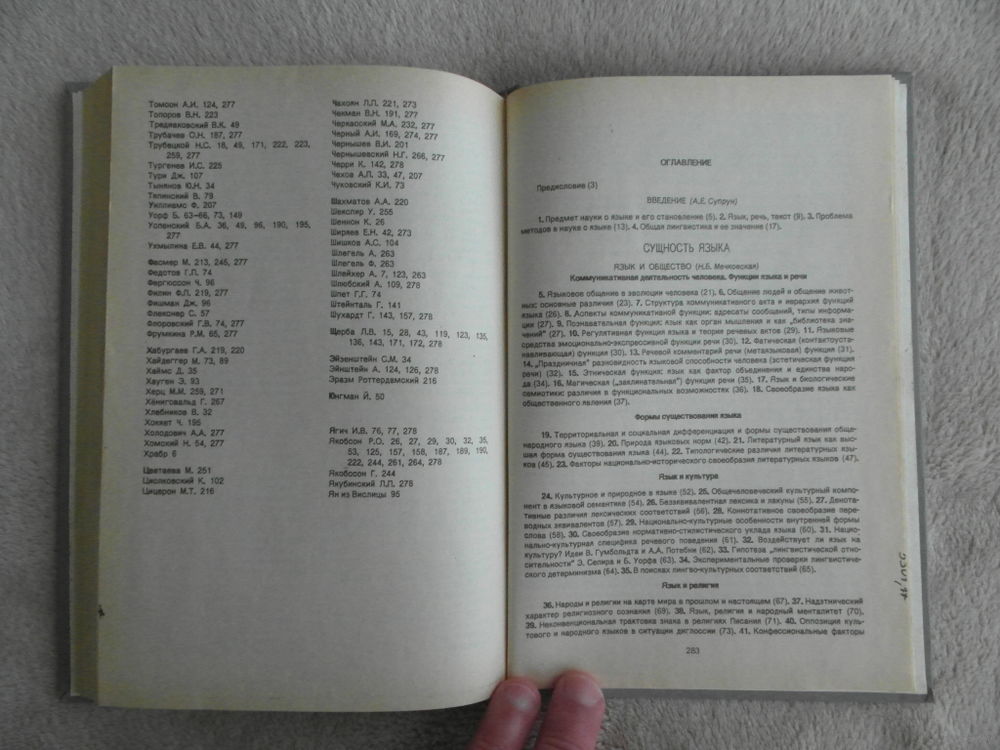 Томсон А.И. 124, 277
Топоров В.Н. 223
Тредиаковский В.К. 49
Трубачев О.Н. 187, 277
Трубецкой Н.С. 18, 49, 171, 222, 223,
259, 277
Тургенев И.С. 225
Тури Дж. 107
Тынянов Ю.Н. 34
Тяпинский В. 79
Уиллиамс Ф. 207
Уорф Б. 63—66, 73, 149
Успенский Б.А. 36, 49, 96, 190, 195,
277
Ухмылина Е.В. 44, 277
Фасмер М. 213, 245, 277
Федотов Г.П. 74
Фергюссон Ч. 96
Филин Ф.П. 219, 277
Фишман Дж. 96
Флекснер С. 57
Флоровский Г.В. 74, 277
Фрумкина Р.М. 65, 277
Хабургаев Г.А. 219, 220
Хайдеггер М. 73, 89
Хаймс Д. 35
Хауген Э. 93
Херц М.М. 259, 271
Хёнигсвальд Г. 267
Хлебников В. 32
Хоккет Ч. 195
Холодович А.А. 277
Хомский Н. 54, 277
Храбр 6
Цветаева М. 251
Цисляковский К. 102
Цицерон М.Т. 216
Чахоян Л.П. 221, 273
Чекман В.Н. 191, 277
Черкасский М.А. 232, 277
Черный А.И. 169, 274, 277
Чернышев В.И. 201
Чернышевский Н.Г. 266, 277
Черри К. 142, 278
Чехов А.П. 33, 47, 207
Чуковский К.И. 73
Шахматов А.А. 220
Шекспир У. 255
Шеннон К. 26
Ширяев Е.Н. 42, 273
Шишков А.С. 104
Шлегель А. 263
Шлегель Ф. 263
Шлейхер А. 7, 123, 263
Шлюбский А. 109, 278
Шпет Г.Г. 74
Штейнталь Г. 141
Шухардт Г. 143, 157, 278
Щерба Л.В. 15, 28, 43, 119, 123, 135,
136, 143, 171, 172, 278
Эйзенштейн С.М. 34
Эйнштейн А. 124, 126, 278
Эразм Роттердамский 216
Юнгман Й. 50
Ягич И.В. 76, 77, 278
Якобсон Р.О. 26, 27, 29, 30, 32, 35,
53, 125, 157, 158, 187, 189, 190,
222, 244, 261, 264, 278
Якобссон Г. 244
Якубинский Л.П. 278
Ян из Вислицы 95
ОГЛАВЛЕНИЕ
Предисловие (3)
ВВЕДЕНИЕ (А.Е. Супрун)
1. Предмет науки о языке и его становление (5). 2. Язык, речь, текст (9). 3. Проблема
методов в науке о языке (13). 4. Общая лингвистика и ее значение (17).
СУЩНОСТЬ ЯЗЫКА
ЯЗЫК И ОБЩЕСТВО (Н.Б. Мечковская)
Коммуникативная деятельность человека. Функции языка и речи
5. Языковое общение в эволюции человека (21). 6. Общение людей и общение живот-
ных: основные различия (23). 7. Структура коммуникативного акта и иерархия функций
языка (26). 8. Аспекты коммуникативной функции: адресаты сообщений, типы информа-
ции (27). 9. Познавательная функция: язык как орган мышления и как „библиотека зна-
чений" (27). 10. Регулятивная функция языка и теория речевых актов (29). 11. Языковые
средства эмоционально-экспрессивной функции речи (30). 12. Фатическая (контактоуста-
навливающая) функция (30). 13. Речевой комментарий речи (метаязыковая) функция (31).
14. „Праздничная" разновидность языковой способности человека (эстетическая функция
речи) (32). 15. Этническая функция: язык как фактор объединения и единства наро-
да (34). 16. Магическая („заклинательная") функция речи (35). 17. Язык и биологические
семиотики: различия в функциональных возможностях (36). 18. Своеобразие языка как
общественного явления (37).
Формы существования языка
19. Территориальная и социальная дифференциация и формы существования обще-
народного языка (39). 20. Природа языковых норм (42). 21. Литературный язык как выс-
шая форма существования языка (44). 22. Типологические различия литературных язы-
ков (45). 23. Факторы национально-исторического своеобразия литературных языков (47).
Язык и культура
24. Культурное и природное в языке (52). 25. Общечеловеческий культурный компо-
нент в языковой семантике (54). 26. Безэквивалентная лексика и лакуны (55). 27. Денота-
тивные различия лексических соответствий (56). 28. Коннотативное своеобразие пере-
водных эквивалентов (57). 29. Национально-культурные особенности внутренней формы
слова (58). 30. Своеобразие нормативно-стилистического уклада языка (60). 31. Нацио-
нально-культурная специфика речевого поведения (61). 32. Воздействует ли язык на
культуру? Идеи В. Гумбольдта и А.А. Потебни (62). 33. Гипотеза „лингвистической отно-
сительности" Э. Сепира и Б. Уорфа (63). 34. Экспериментальные проверки лингвистиче-
ского детерминизма (64). 35. В поисках лингво-культурных соответствий (65).
Язык и религия
36. Народы и религии на карте мира в прошлом и настоящем (67). 37. Надэтнический
характер религиозного сознания (69). 38. Язык, религии и народный менталитет (70).
39. Неконвенциональная трактовка знака в религиях Писания (71). 40. Оппозиция куль-
тового и народного языков в ситуации диглоссии (73). 41. Конфессиональные факторы
283